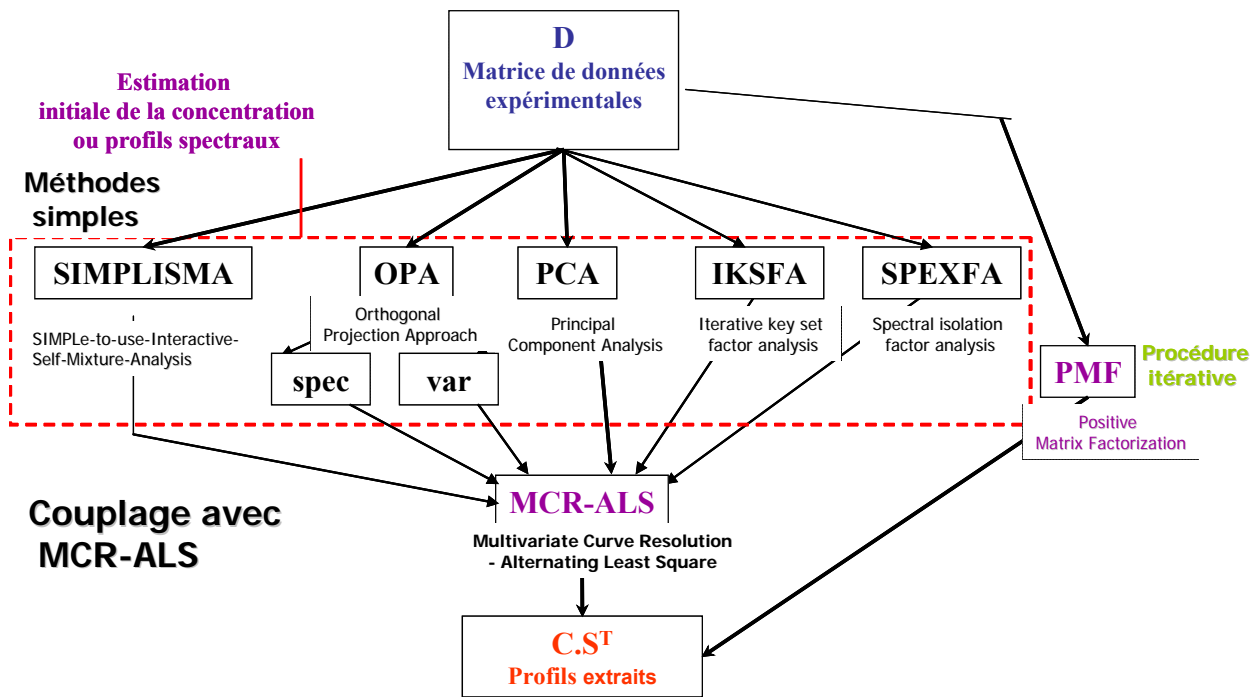 D
Matrice de données
expérimentales
Estimation
initiale de la concentration
ou profils spectraux
Méthodes
simples
SIMPLISMA
OPA
PCA
IKSFA
SPEXFA
SIMPLe-to-use-Interactive-
Self-Mixture-Analysis
Orthogonal
Projection Approach
Principal
Component Analysis
Iterative key set
factor analysis
Spectral isolation
factor analysis
spec
var
PMF
Procédure
itérative
Positive
Matrix Factorization
MCR-ALS
Couplage avec
MCR-ALS
Multivariate Curve Resolution
- Alternating Least Square
C.Sᵀ
Profils extraits